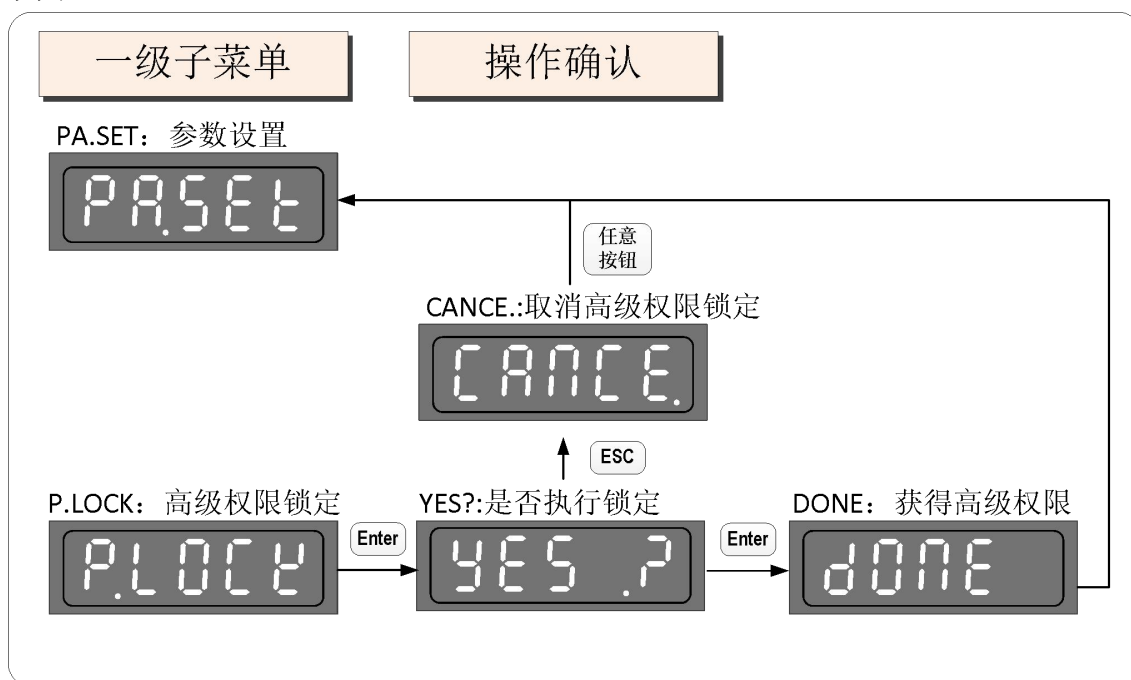 一级子菜单
操作确认
PA.SET：参数设置
PA.SEt
任意
按钮
CANCE.:取消高级权限锁定
CANCE.
ESC
P.LOCK：高级权限锁定
YES?:是否执行锁定
DONE：获得高级权限
P.LOCK
Enter
YES .?
Enter
dONE